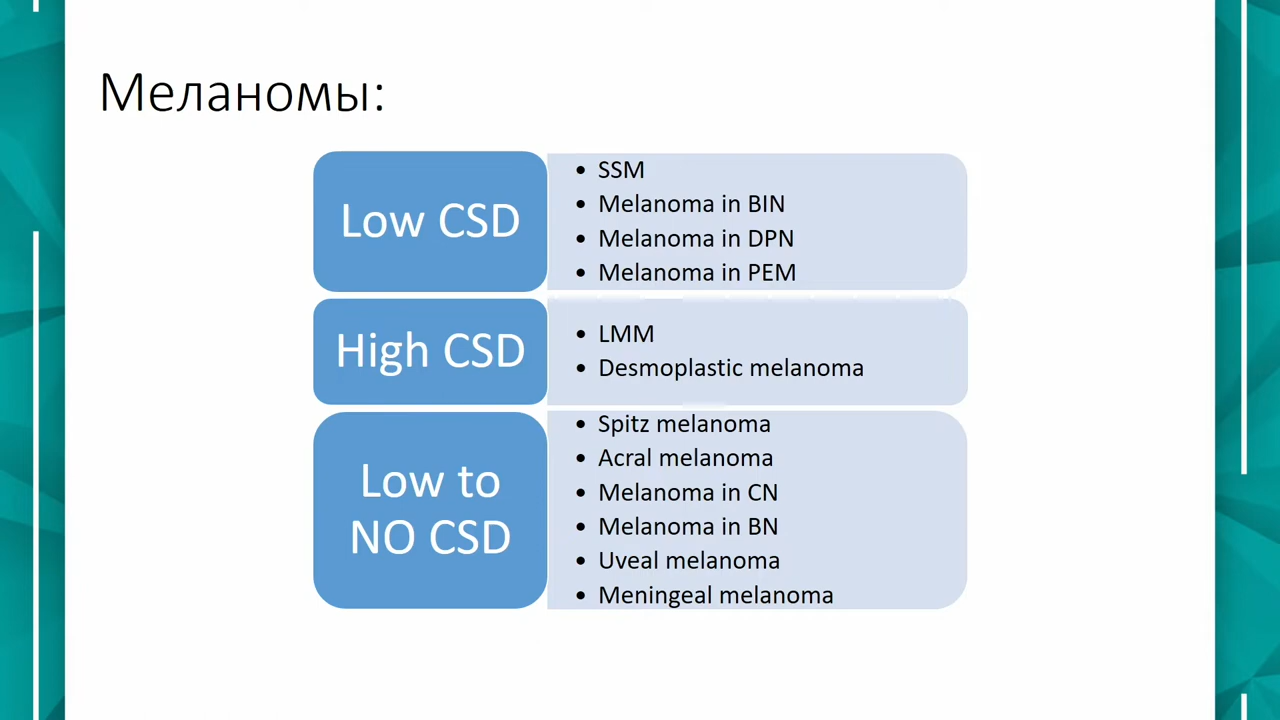 Меланомы:
Low CSD
• SSM
• Melanoma in BIN
• Melanoma in DPN
• Melanoma in PEM
High CSD
• LMM
• Desmoplastic melanoma
Low to
NO CSD
• Spitz melanoma
• Acral melanoma
• Melanoma in CN
• Melanoma in BN
• Uveal melanoma
• Meningeal melanoma